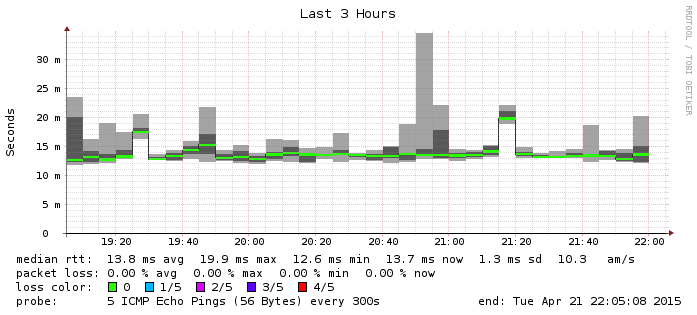 Last 3 Hours
RRDTOOL / TOBI OETIKER
Seconds
30 m
25 m
20 m
15 m
10 m
5 m
0
19:20 19:40 20:00 20:20 20:40 21:00 21:20 21:40 22:00
median rtt: 13.8 ms avg 19.9 ms max 12.6 ms min 13.7 ms now 1.3 ms sd 10.3 am/s
packet loss: 0.00 % avg 0.00 % max 0.00 % min 0.00 % now
loss color: 0 1/5 2/5 3/5 4/5
probe: 5 ICMP Echo Pings (56 Bytes) every 300s end: Tue Apr 21 22:05:08 2015